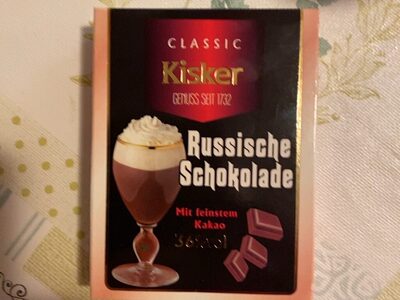 CLASSIC
Kisker
GENUSS SEIT 1732
Russische
Schokolade
Mit feinstem
Kakao